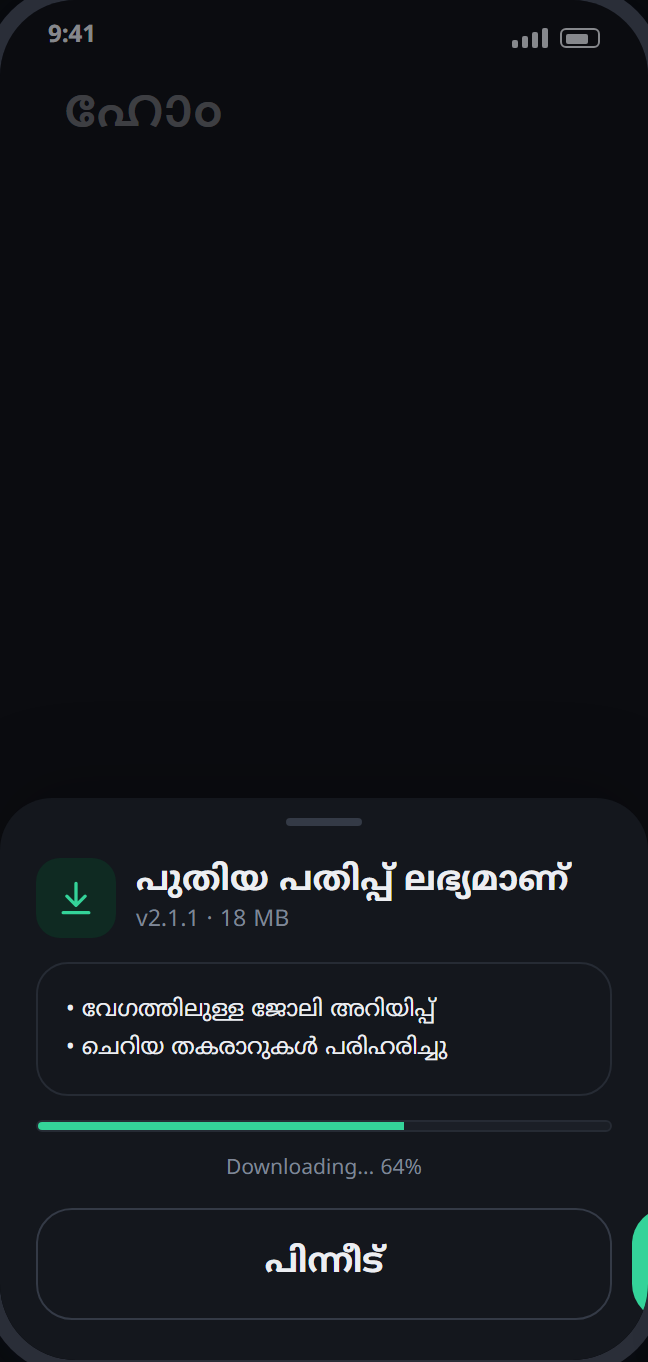 9:41
ഹോം
പുതിയ പതിപ്പ് ലഭ്യമാണ്
v2.1.1 · 18 MB
• വേഗത്തിലുള്ള ജോലി അറിയിപ്പ്
• ചെറിയ തകരാറുകൾ പരിഹരിച്ചു
Downloading... 64%
പിന്നീട്